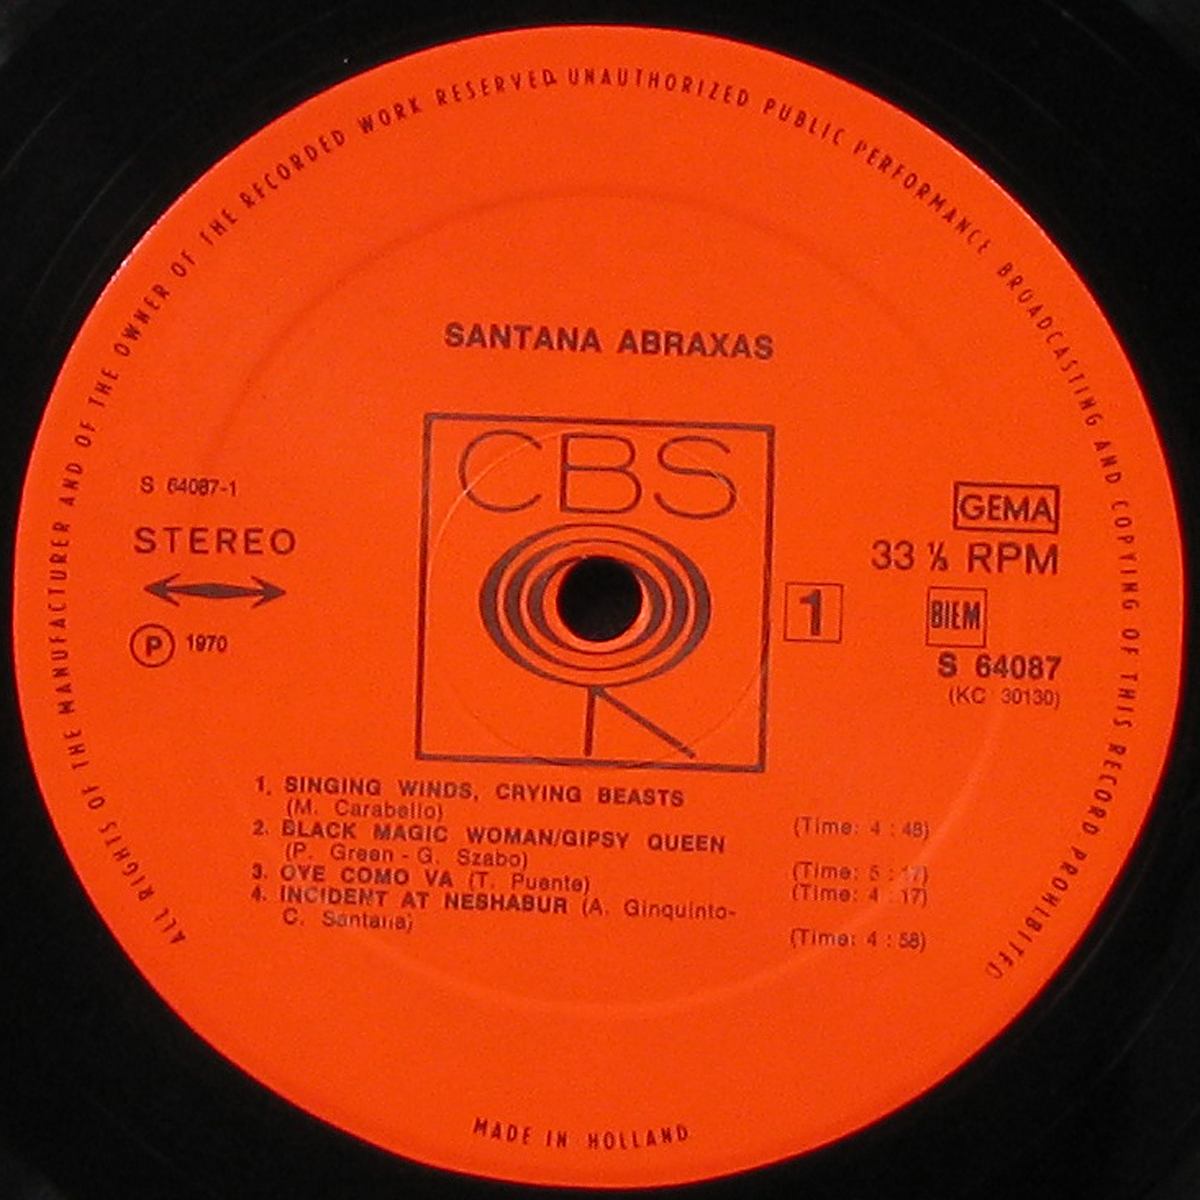 ALL RIGHTS OF THE MANUFACTURER AND OF THE OWNER OF THE RECORDED WORK RESERVED. UNAUTHORIZED PUBLIC PERFORMANCE BROADCASTING AND COPYING OF THIS RECORD PROHIBITED
SANTANA ABRAXAS
CBS
S 64087-1
STEREO
P 1970
GEMA
33 ⅓ RPM
1
BIEM
S 64087
(KC 30130)
1. SINGING WINDS, CRYING BEASTS
(M. Carabello) (Time: 4 : 48)
2. BLACK MAGIC WOMAN/GIPSY QUEEN
(P. Green - G. Szabo) (Time: 5 : 17)
3. OYE COMO VA (T. Puente) (Time: 4 : 17)
4. INCIDENT AT NESHABUR (A. Ginquinto-
C. Santana) (Time: 4 : 58)
MADE IN HOLLAND